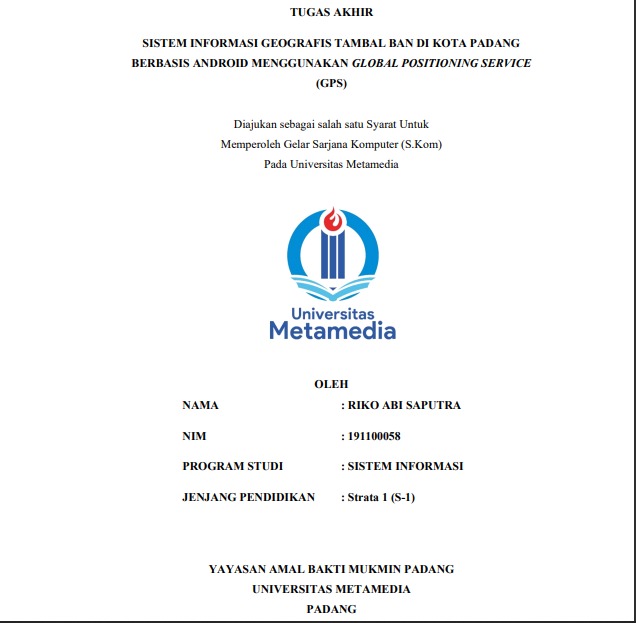 TUGAS AKHIR
SISTEM INFORMASI GEOGRAFIS TAMBAL BAN DI KOTA PADANG
BERBASIS ANDROID MENGGUNAKAN GLOBAL POSITIONING SERVICE
(GPS)
Diajukan sebagai salah satu Syarat Untuk
Memperoleh Gelar Sarjana Komputer (S.Kom)
Pada Universitas Metamedia
Universitas
Metamedia
OLEH
NAMA : RIKO ABI SAPUTRA
NIM : 191100058
PROGRAM STUDI : SISTEM INFORMASI
JENJANG PENDIDIKAN : Strata 1 (S-1)
YAYASAN AMAL BAKTI MUKMIN PADANG
UNIVERSITAS METAMEDIA
PADANG